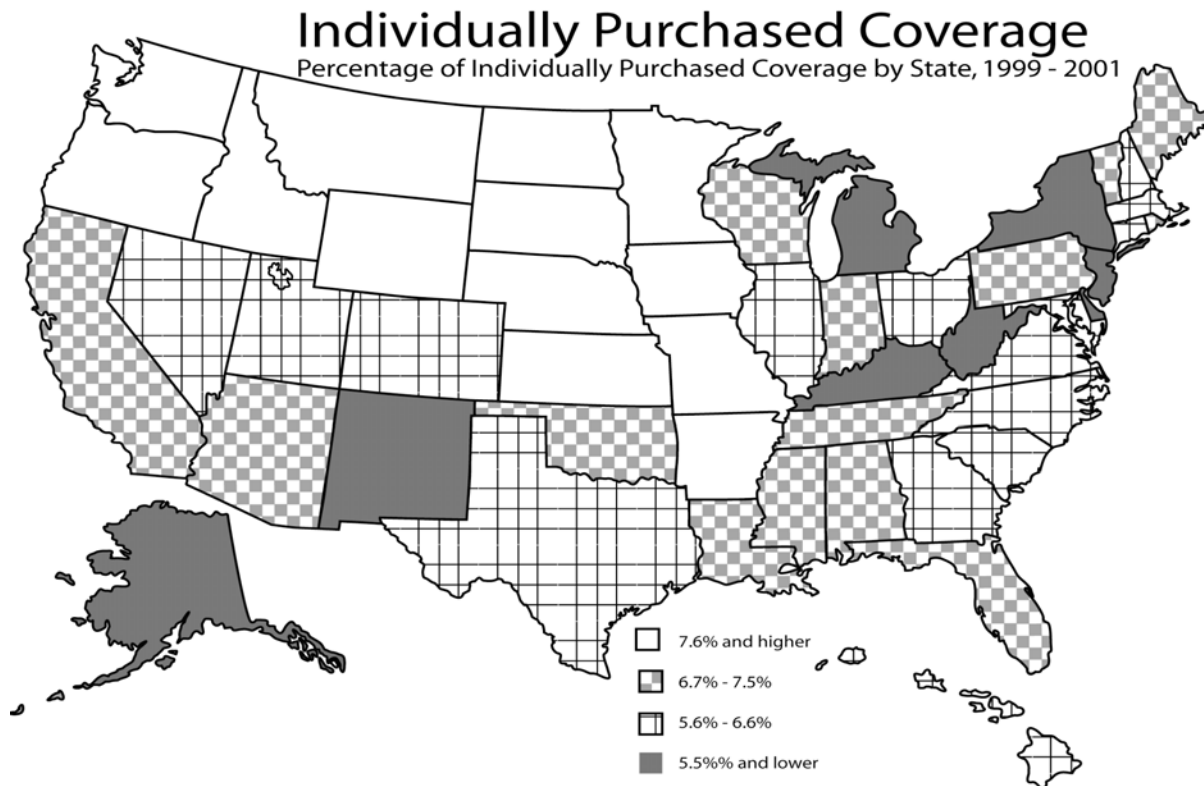 Individually Purchased Coverage
Percentage of Individually Purchased Coverage by State, 1999 - 2001
7.6% and higher
6.7% - 7.5%
5.6% - 6.6%
5.5%% and lower